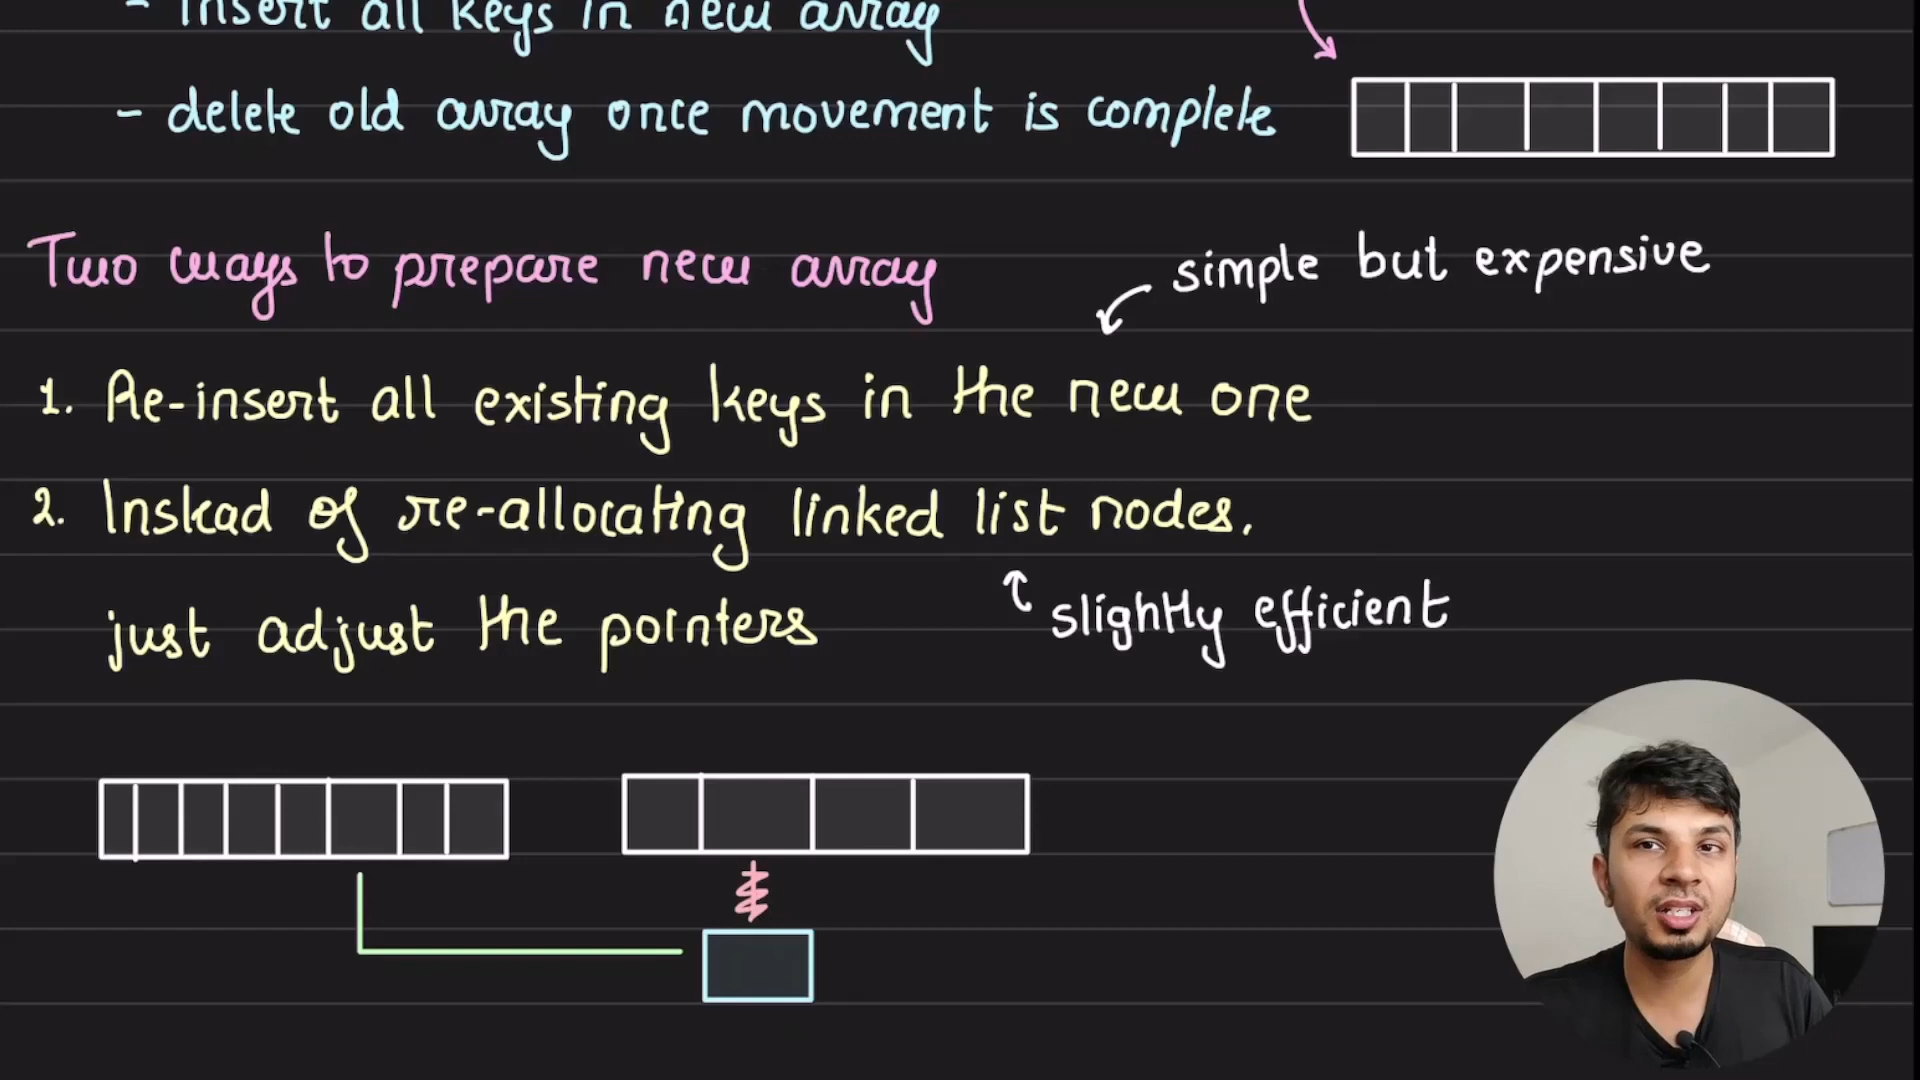 - insert all keys in new array
- delete old array once movement is complete
Two ways to prepare new array
simple but expensive
1. Re-insert all existing keys in the new one
2. Instead of re-allocating linked list nodes.
just adjust the pointers
slightly efficient